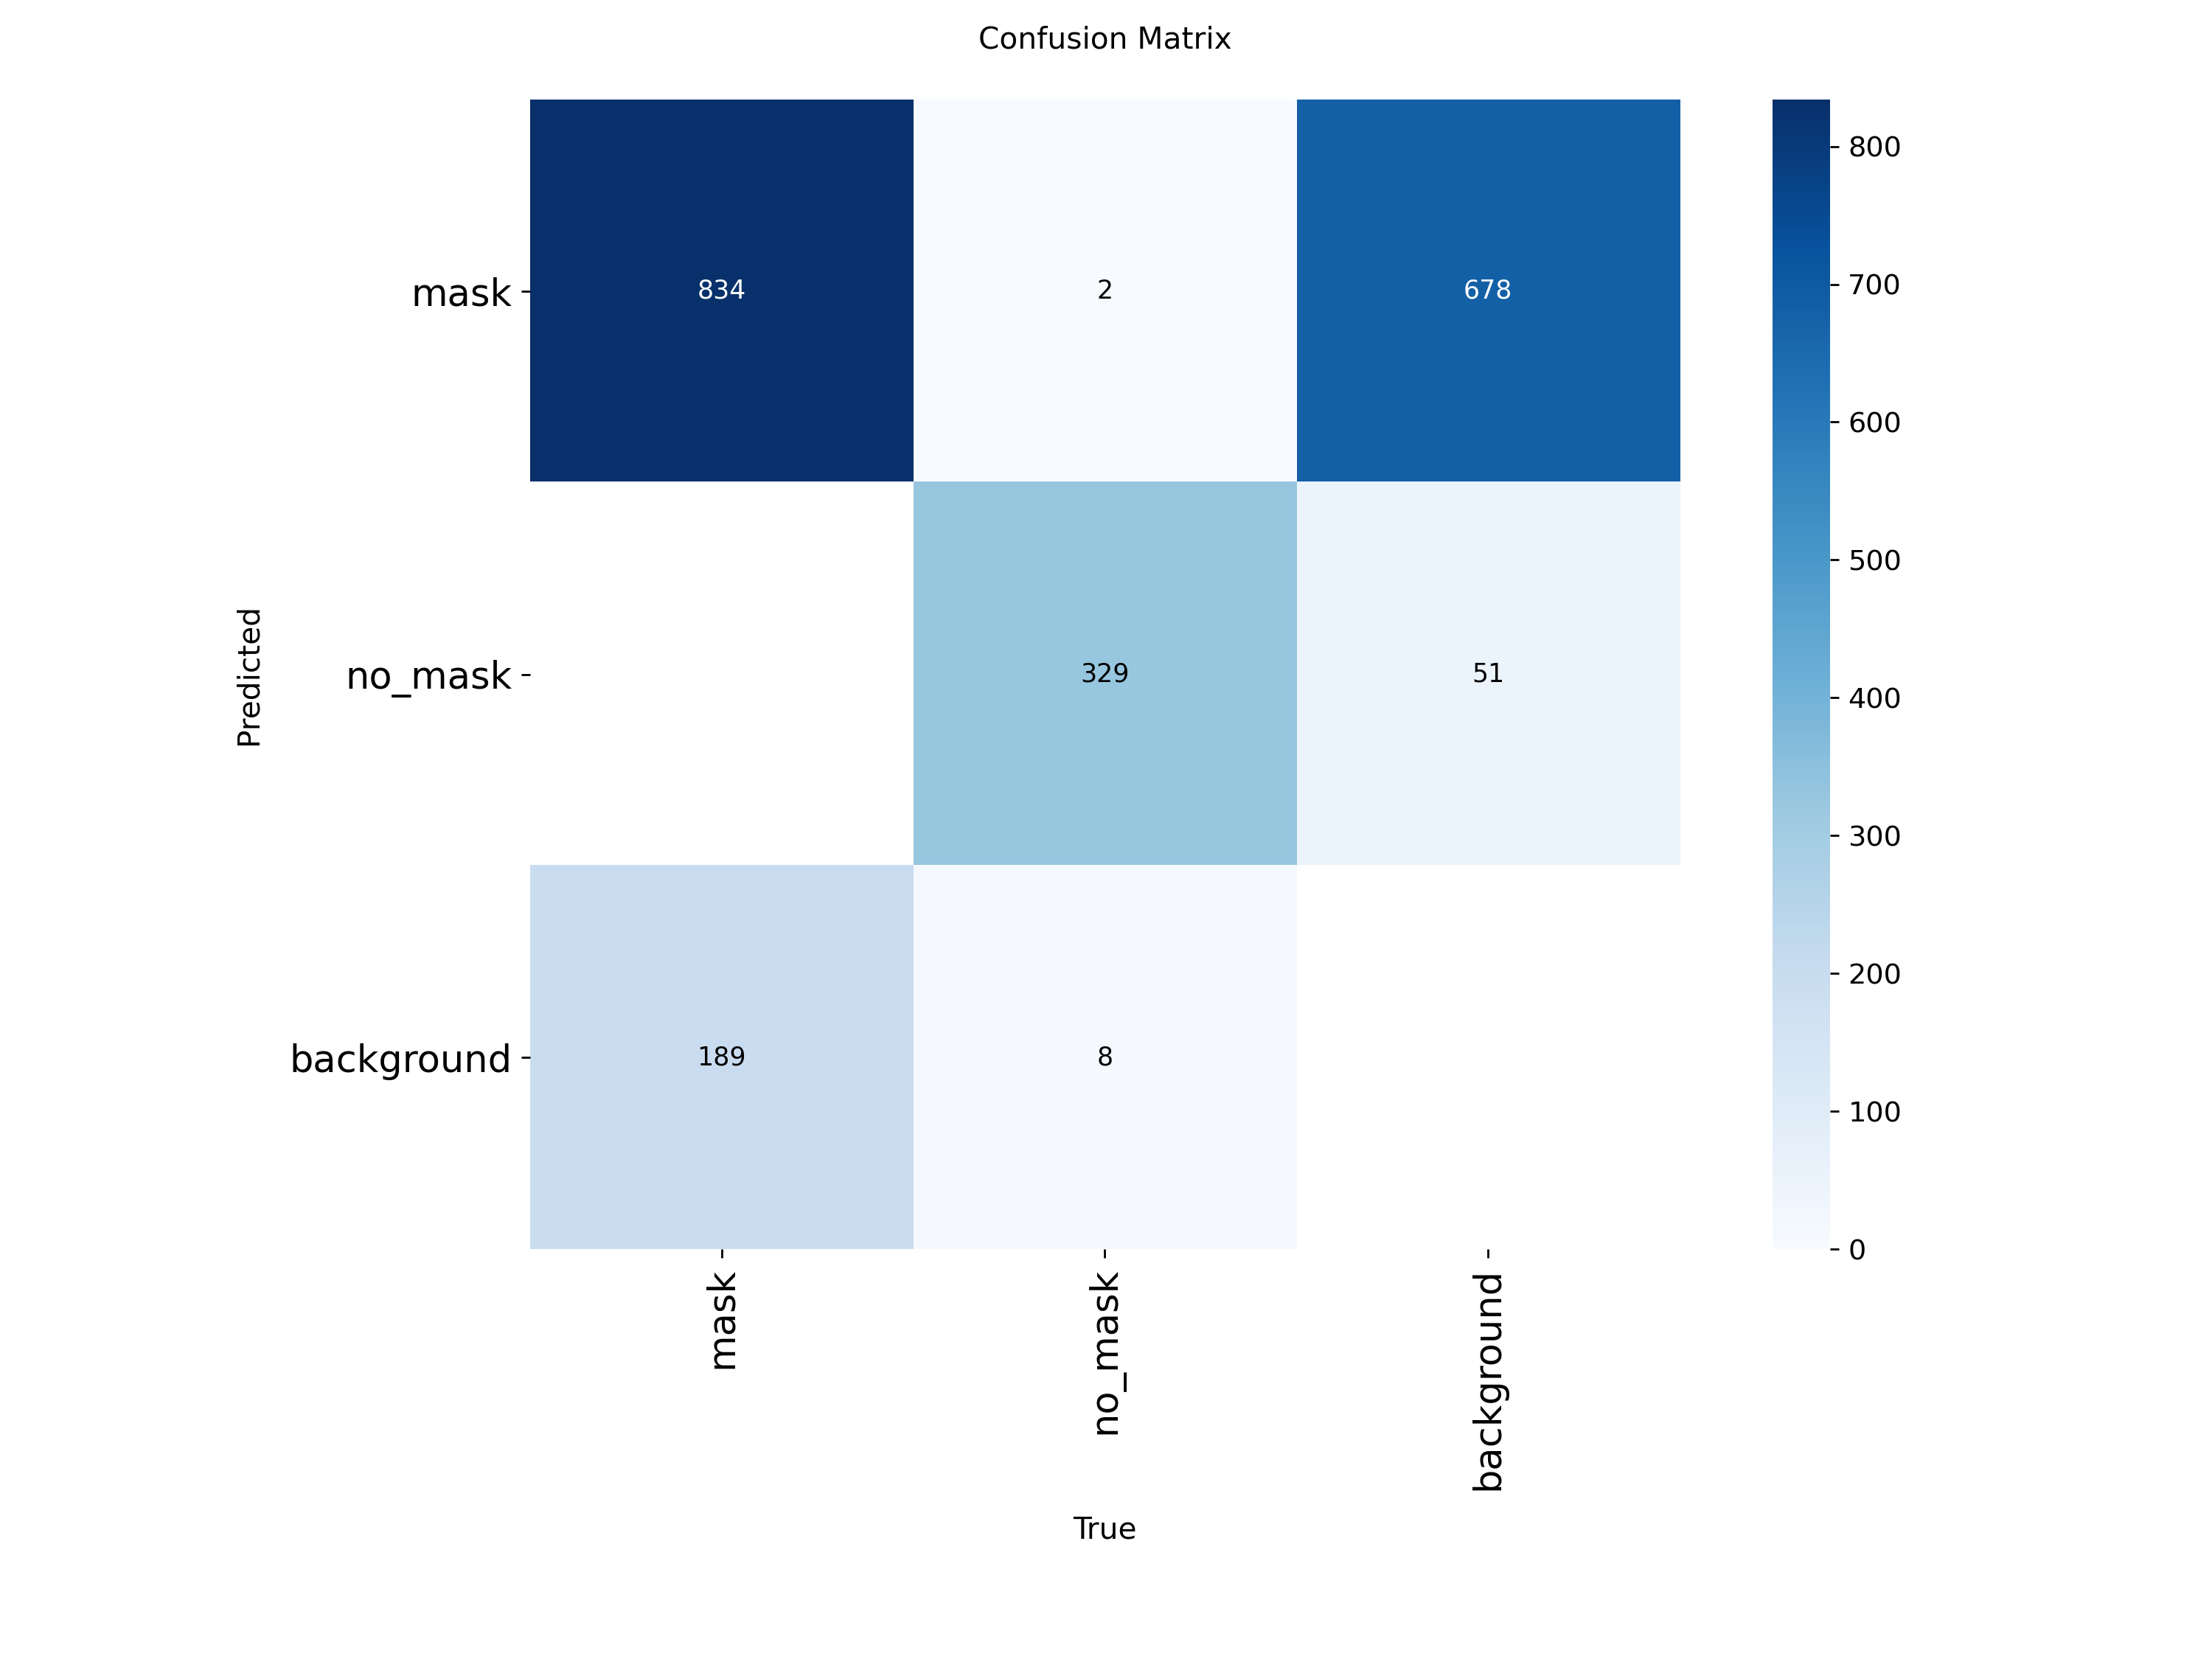 Confusion Matrix
mask
834
2
678
no_mask
329
51
background
189
8
Predicted
mask
no_mask
background
True
800
700
600
500
400
300
200
100
0